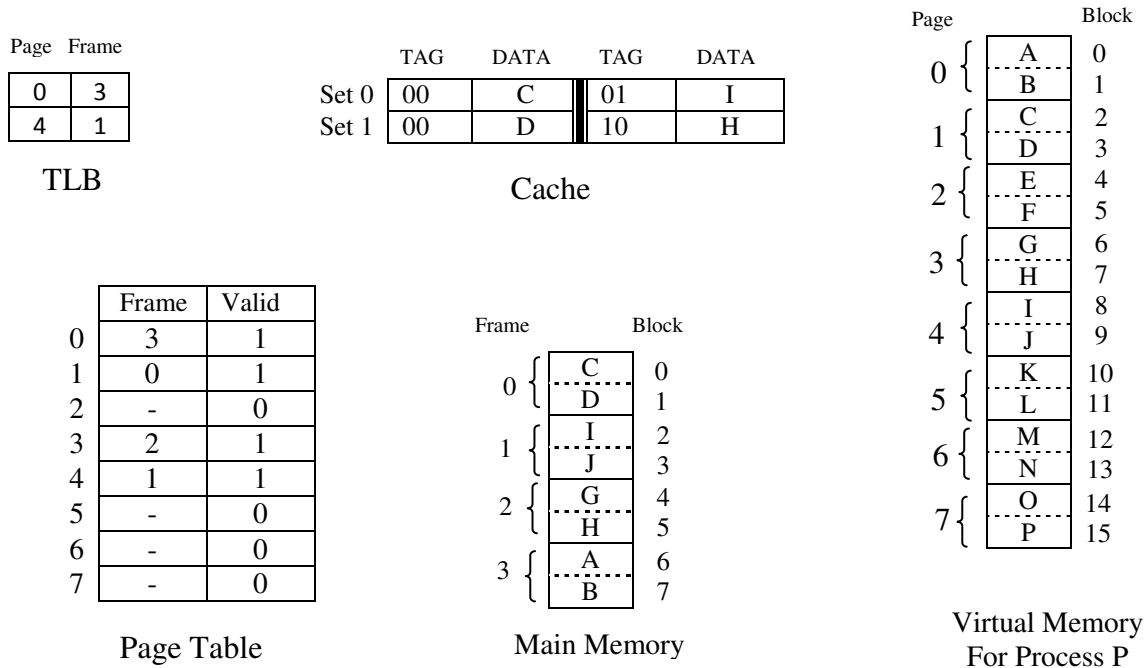 Page Frame
0 3
4 1
TLB
TAG DATA TAG DATA
Set 0 00 C 01 I
Set 1 00 D 10 H
Cache
Frame Valid
0 3 1
1 0 1
2 - 0
3 2 1
4 1 1
5 - 0
6 - 0
7 - 0
Page Table
Frame Block
0
C 0
D 1
1
I 2
J 3
2
G 4
H 5
3
A 6
B 7
Main Memory
Page Block
0
A 0
B 1
1
C 2
D 3
2
E 4
F 5
3
G 6
H 7
4
I 8
J 9
5
K 10
L 11
6
M 12
N 13
7
O 14
P 15
Virtual Memory
For Process P